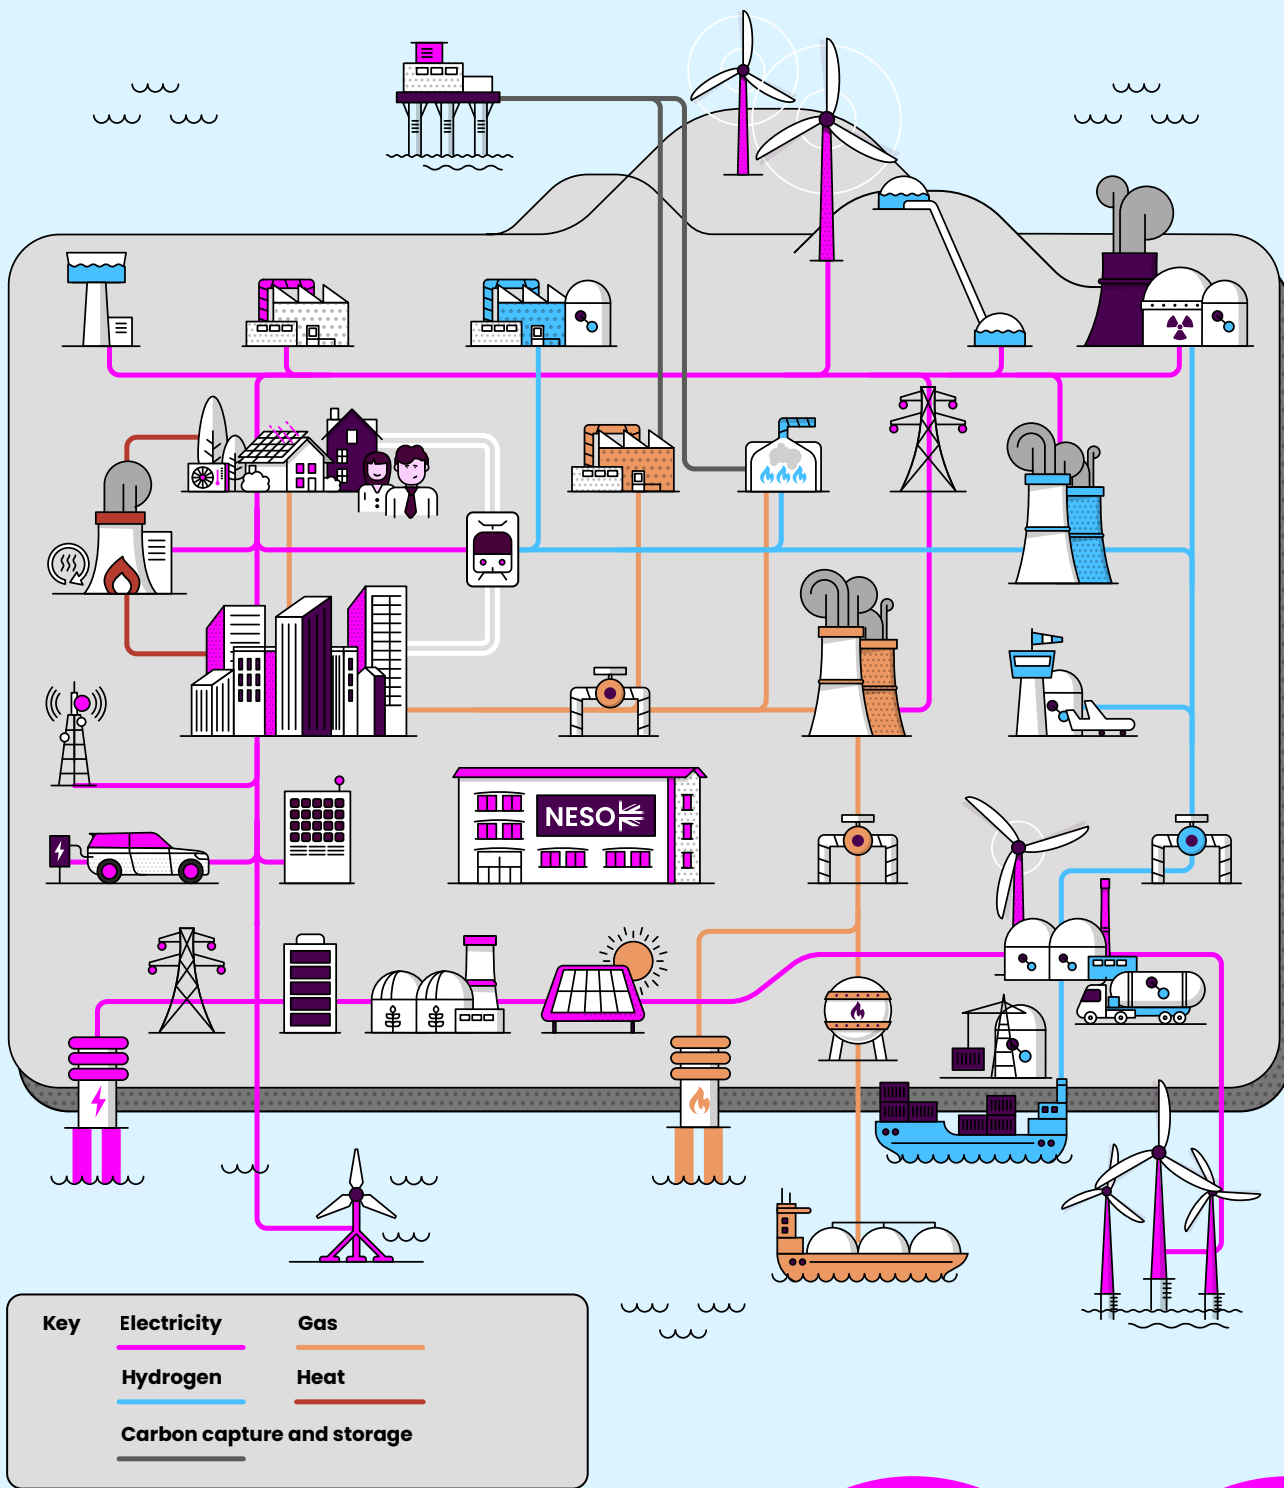 NESO
Key
Electricity
Gas
Hydrogen
Heat
Carbon capture and storage